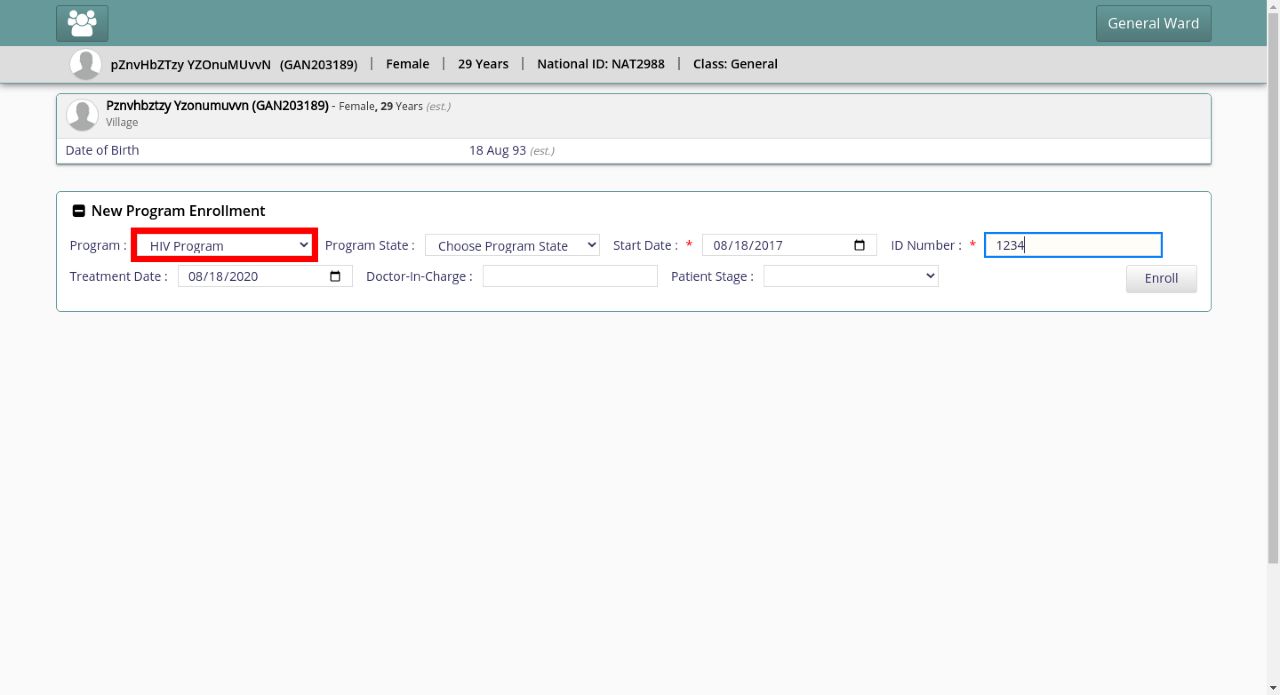 General Ward
pZnvHbZTzy YZOnuMUvvN (GAN203189) | Female | 29 Years | National ID: NAT2988 | Class: General
Pznvhbztzy Yzonumuvvn (GAN203189) - Female, 29 Years (est.)
Village
Date of Birth 18 Aug 93 (est.)
New Program Enrollment
Program : HIV Program Program State : Choose Program State Start Date : * 08/18/2017 ID Number : * 1234
Treatment Date : 08/18/2020 Doctor-In-Charge : Patient Stage : Enroll